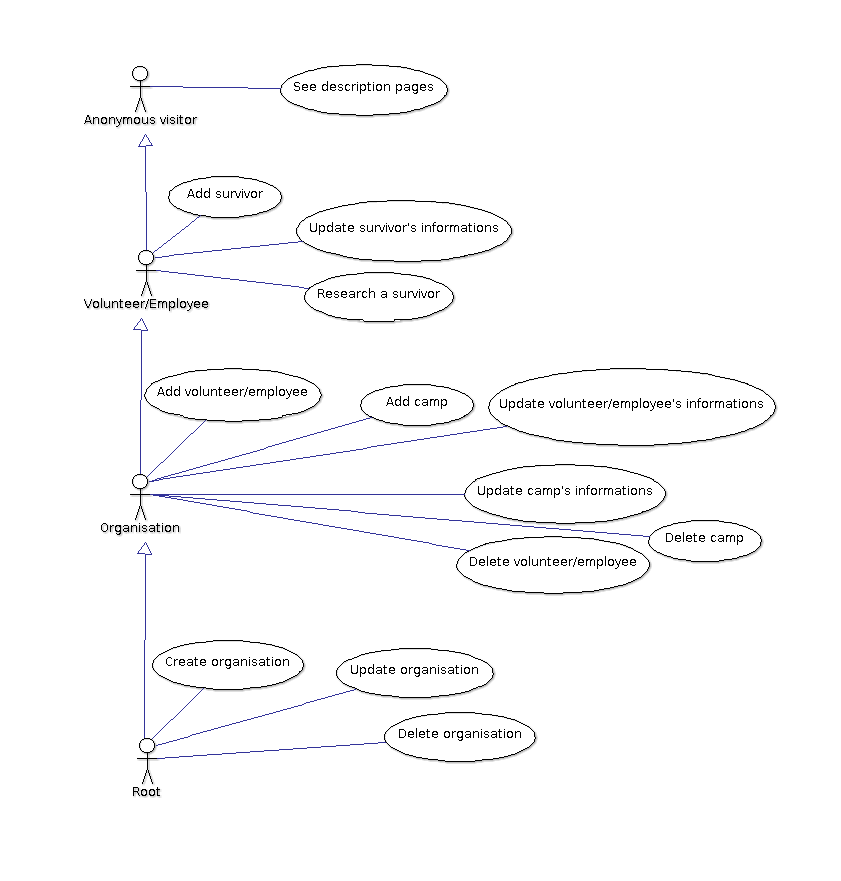 See description pages
Anonymous visitor
Add survivor
Update survivor's informations
Research a survivor
Volunteer/Employee
Add volunteer/employee
Add camp
Update volunteer/employee's informations
Update camp's informations
Organisation
Delete camp
Delete volunteer/employee
Create organisation
Update organisation
Delete organisation
Root